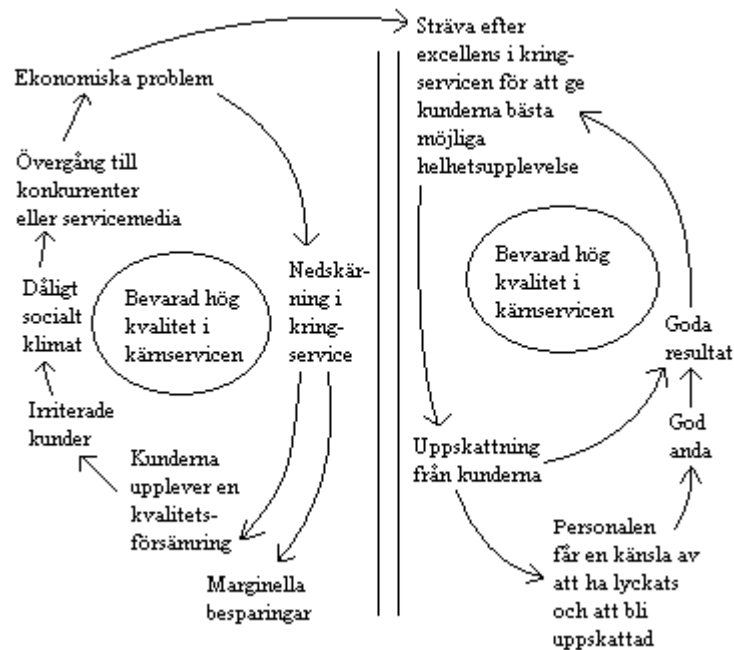 Ekonomiska problem
Nedskär-
ning i
kring-
service
Marginella
besparingar
Kunderna
upplever en
kvalitets-
försämring
Irriterade
kunder
Dåligt
socialt
klimat
Övergång till
konkurrenter
eller servicemedia
Bevarad hög
kvalitet i
kärnservicen
Sträva efter
excellens i kring-
servicen för att ge
kunderna bästa
möjliga
helhetsupplevelse
Uppskattning
från kunderna
Personalen
får en känsla av
att ha lyckats
och att bli
uppskattad
God
anda
Goda
resultat
Bevarad hög
kvalitet i
kärnservicen